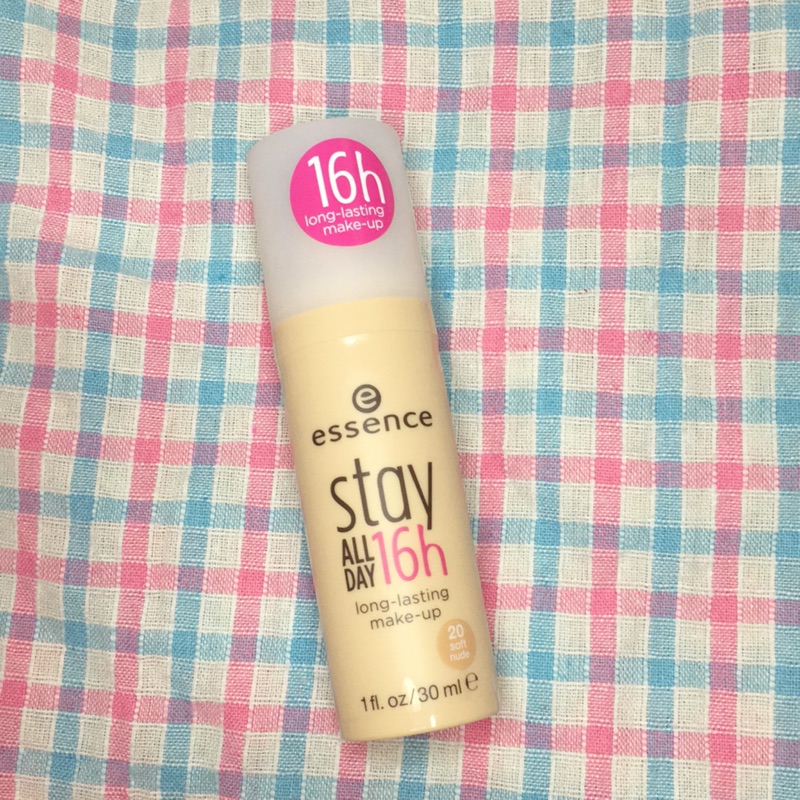 16h
long-lasting
make-up
e
essence
stay
ALL
DAY 16h
long-lasting
make-up
20
soft
nude
1 fl. oz/30 ml ℮